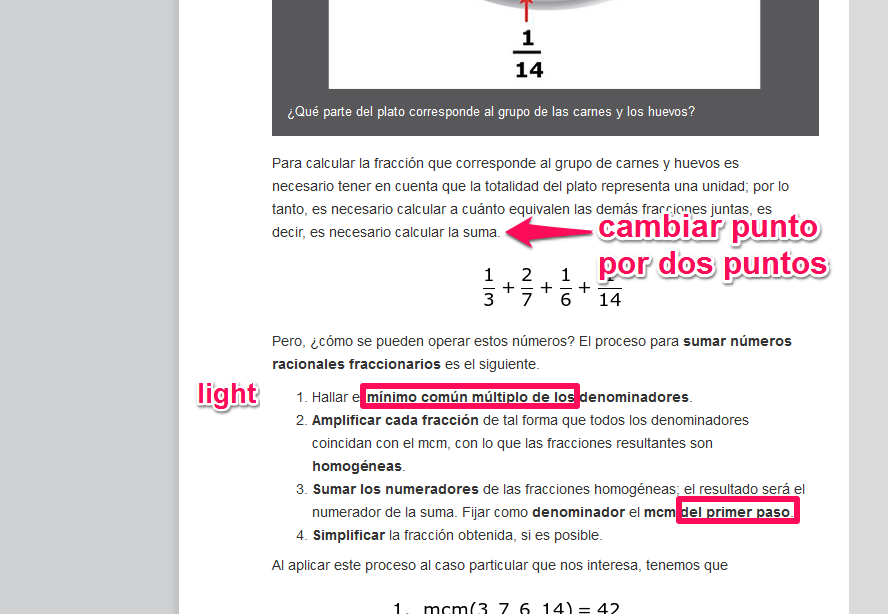 1
14
¿Qué parte del plato corresponde al grupo de las carnes y los huevos?
Para calcular la fracción que corresponde al grupo de carnes y huevos es
necesario tener en cuenta que la totalidad del plato representa una unidad; por lo
tanto, es necesario calcular a cuánto equivalen las demás fracciones juntas, es
decir, es necesario calcular la suma.
cambiar punto
por dos puntos
1/3 + 2/7 + 1/6 + 1/14
Pero, ¿cómo se pueden operar estos números? El proceso para sumar números
racionales fraccionarios es el siguiente.
light
1. Hallar el mínimo común múltiplo de los denominadores.
2. Amplificar cada fracción de tal forma que todos los denominadores
coincidan con el mcm, con lo que las fracciones resultantes son
homogéneas.
3. Sumar los numeradores de las fracciones homogéneas; el resultado será el
numerador de la suma. Fijar como denominador el mcm del primer paso.
4. Simplificar la fracción obtenida, si es posible.
Al aplicar este proceso al caso particular que nos interesa, tenemos que
1. mcm(3, 7, 6, 14) = 42